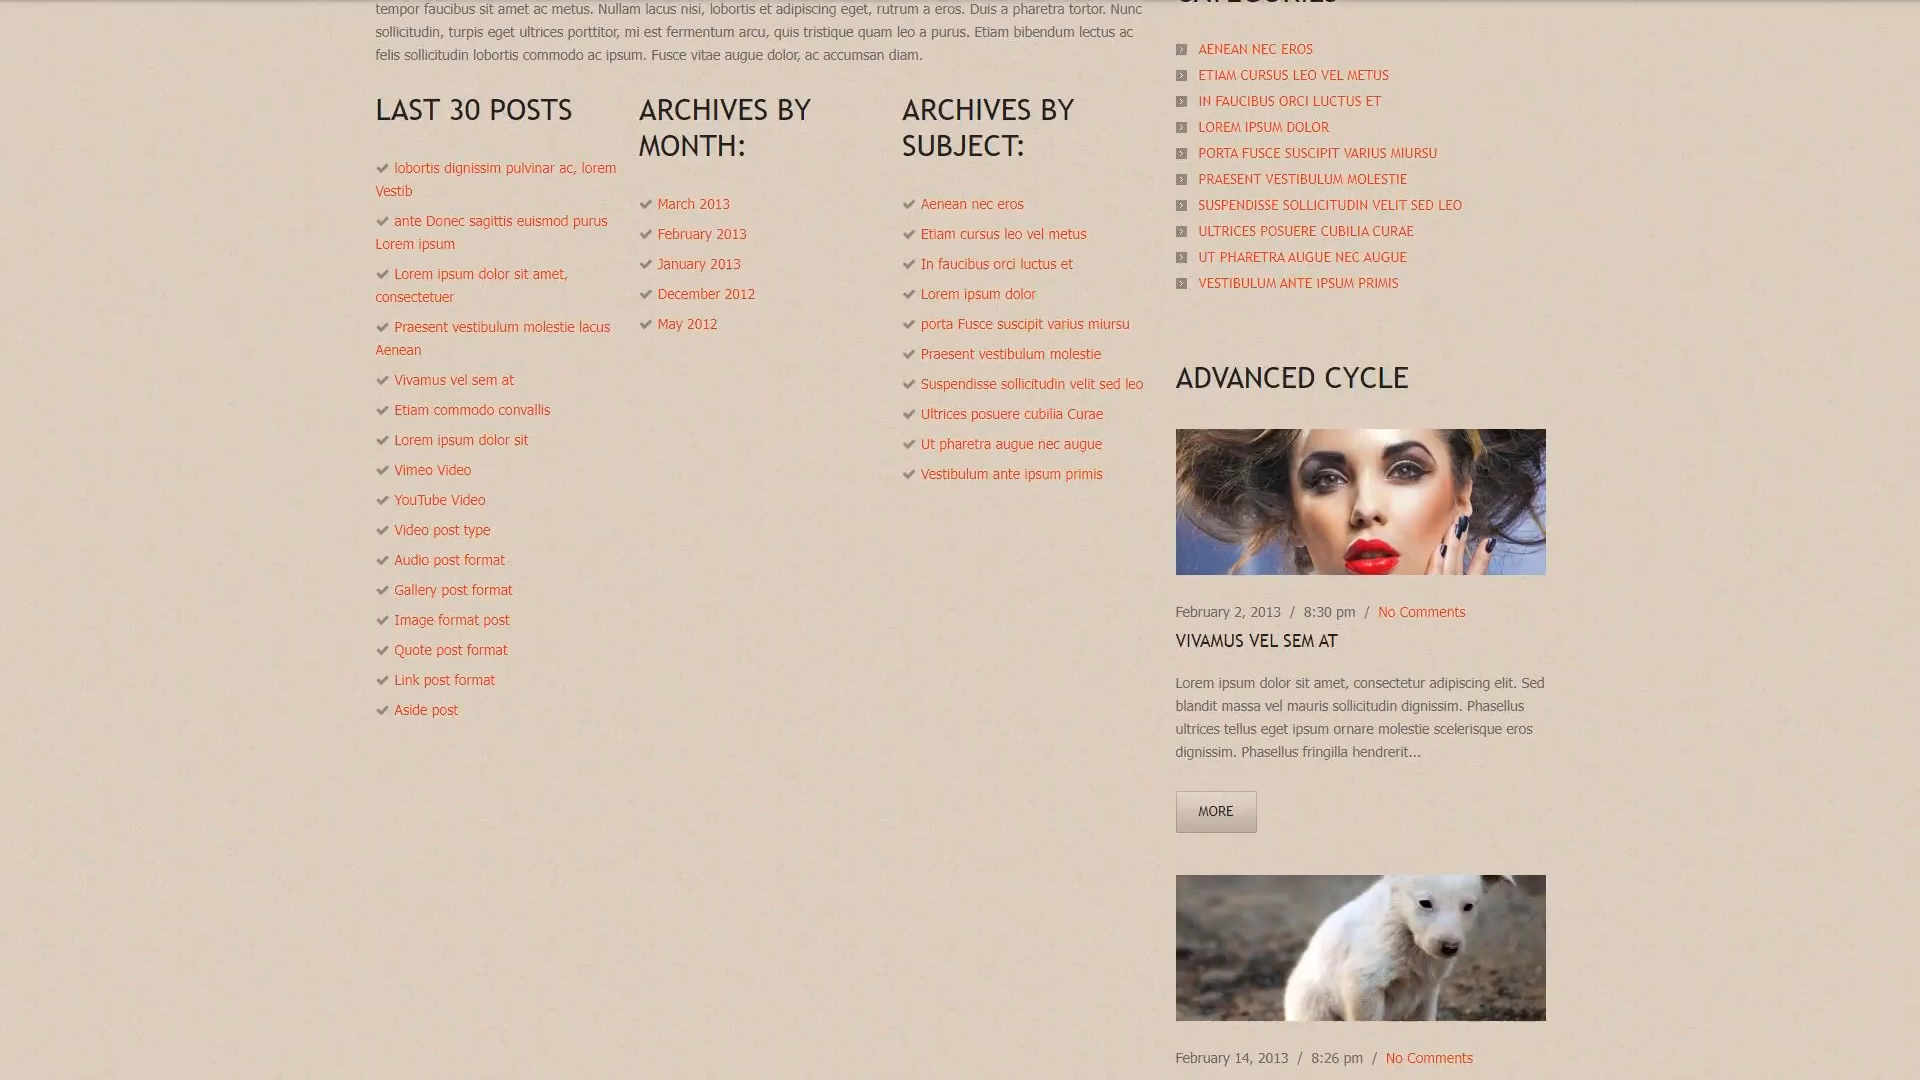 tempor faucibus sit amet ac metus. Nullam lacus nisi, lobortis et adipiscing eget, rutrum a eros. Duis a pharetra tortor. Nunc
sollicitudin, turpis eget ultrices porttitor, mi est fermentum arcu, quis tristique quam leo a purus. Etiam bibendum lectus ac
felis sollicitudin lobortis commodo ac ipsum. Fusce vitae augue dolor, ac accumsan diam.
LAST 30 POSTS
lobortis dignissim pulvinar ac, lorem
Vestib
ante Donec sagittis euismod purus
Lorem ipsum
Lorem ipsum dolor sit amet,
consectetuer
Praesent vestibulum molestie lacus
Aenean
Vivamus vel sem at
Etiam commodo convallis
Lorem ipsum dolor sit
Vimeo Video
YouTube Video
Video post type
Audio post format
Gallery post format
Image format post
Quote post format
Link post format
Aside post
ARCHIVES BY
MONTH:
March 2013
February 2013
January 2013
December 2012
May 2012
ARCHIVES BY
SUBJECT:
Aenean nec eros
Etiam cursus leo vel metus
In faucibus orci luctus et
Lorem ipsum dolor
porta Fusce suscipit varius miursu
Praesent vestibulum molestie
Suspendisse sollicitudin velit sed leo
Ultrices posuere cubilia Curae
Ut pharetra augue nec augue
Vestibulum ante ipsum primis
CATEGORIES
AENEAN NEC EROS
ETIAM CURSUS LEO VEL METUS
IN FAUCIBUS ORCI LUCTUS ET
LOREM IPSUM DOLOR
PORTA FUSCE SUSCIPIT VARIUS MIURSU
PRAESENT VESTIBULUM MOLESTIE
SUSPENDISSE SOLLICITUDIN VELIT SED LEO
ULTRICES POSUERE CUBILIA CURAE
UT PHARETRA AUGUE NEC AUGUE
VESTIBULUM ANTE IPSUM PRIMIS
ADVANCED CYCLE
February 2, 2013 / 8:30 pm / No Comments
VIVAMUS VEL SEM AT
Lorem ipsum dolor sit amet, consectetur adipiscing elit. Sed
blandit massa vel mauris sollicitudin dignissim. Phasellus
ultrices tellus eget ipsum ornare molestie scelerisque eros
dignissim. Phasellus fringilla hendrerit...
MORE
February 14, 2013 / 8:26 pm / No Comments